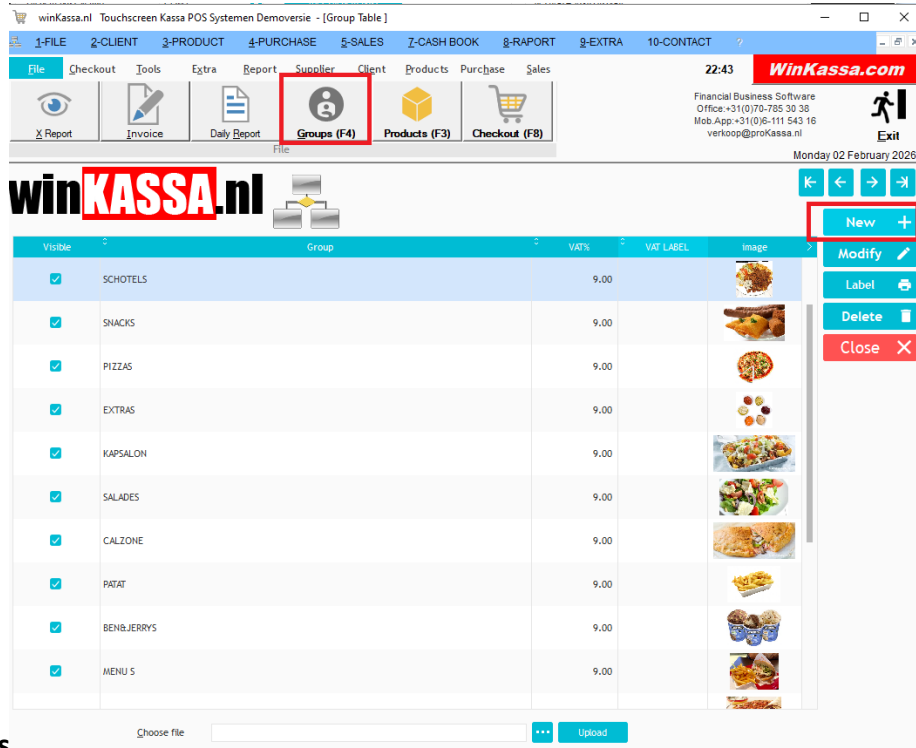 winKassa.nl Touchscreen Kassa POS Systemen Demoversie - [Group Table ]
1-FILE 2-CLIENT 3-PRODUCT 4-PURCHASE 5-SALES 7-CASH BOOK 8-RAPORT 9-EXTRA 10-CONTACT ?
File Checkout Tools Extra Report Supplier Client Products Purchase Sales 22:43 WinKassa.com
Financial Business Software
Office:+31(0)70-785 30 38
Mob.App:+31(0)6-111 543 16
verkoop@proKassa.nl
X Report Invoice Daily Report Groups (F4) Products (F3) Checkout (F8) Exit
File
Monday 02 February 2026
winKASSA.nl
New
Visible Group VAT% VAT LABEL image
Modify
SCHOTELS 9.00
Label
Delete
SNACKS 9.00
Close
PIZZAS 9.00
EXTRAS 9.00
KAPSALON 9.00
SALADES 9.00
CALZONE 9.00
PATAT 9.00
BEN&JERRYS 9.00
MENU S 9.00
Choose file ... Upload
s